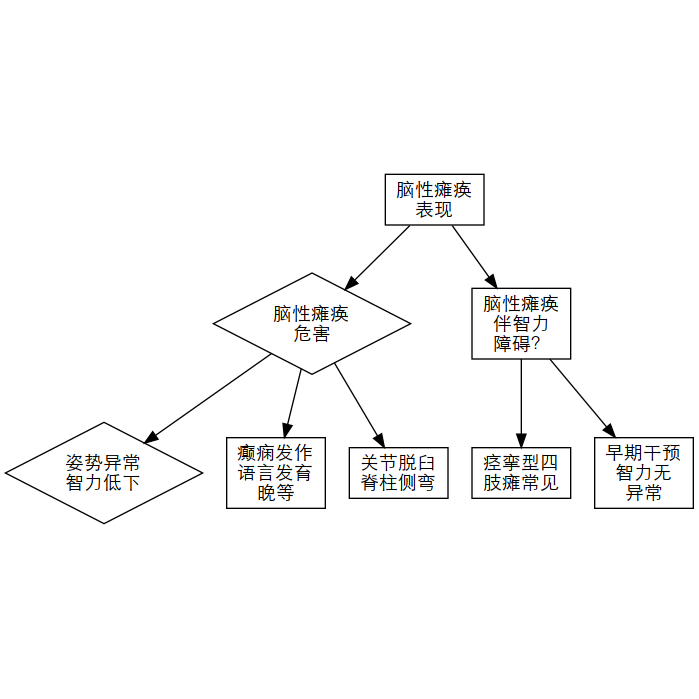 脑性瘫痪
表现
脑性瘫痪
危害
脑性瘫痪
伴智力
障碍?
姿势异常
智力低下
癫痫发作
语言发育
晚等
关节脱臼
脊柱侧弯
痉挛型四
肢瘫常见
早期干预
智力无
异常